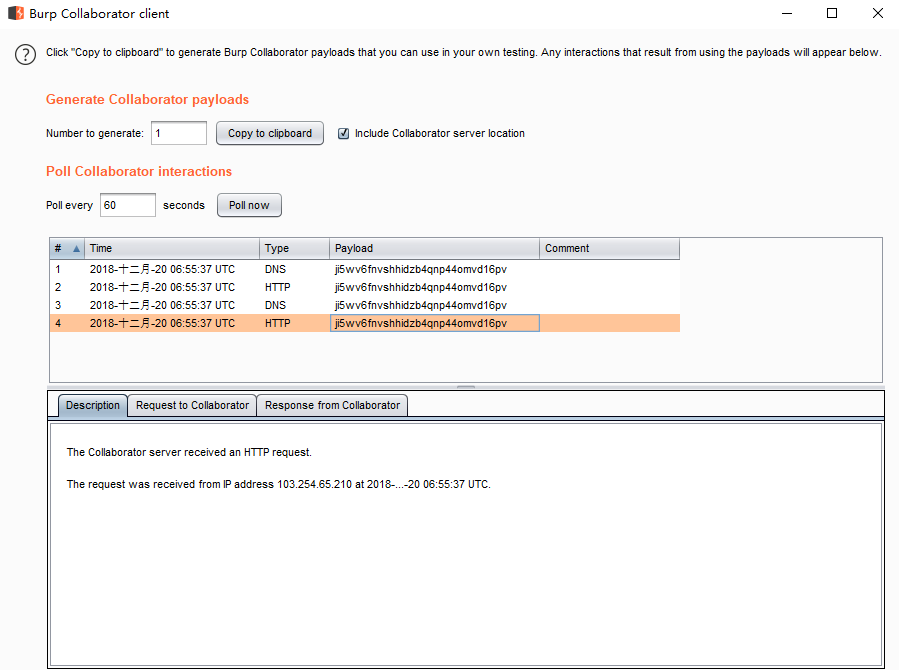 Burp Collaborator client
Click "Copy to clipboard" to generate Burp Collaborator payloads that you can use in your own testing. Any interactions that result from using the payloads will appear below.
Generate Collaborator payloads
Number to generate: 1 Copy to clipboard Include Collaborator server location
Poll Collaborator interactions
Poll every 60 seconds Poll now
# Time Type Payload Comment
1 2018-十二月-20 06:55:37 UTC DNS ji5wv6fnvshhidzb4qnp44omvd16pv
2 2018-十二月-20 06:55:37 UTC HTTP ji5wv6fnvshhidzb4qnp44omvd16pv
3 2018-十二月-20 06:55:37 UTC DNS ji5wv6fnvshhidzb4qnp44omvd16pv
4 2018-十二月-20 06:55:37 UTC HTTP ji5wv6fnvshhidzb4qnp44omvd16pv
Description Request to Collaborator Response from Collaborator
The Collaborator server received an HTTP request.
The request was received from IP address 103.254.65.210 at 2018-...-20 06:55:37 UTC.